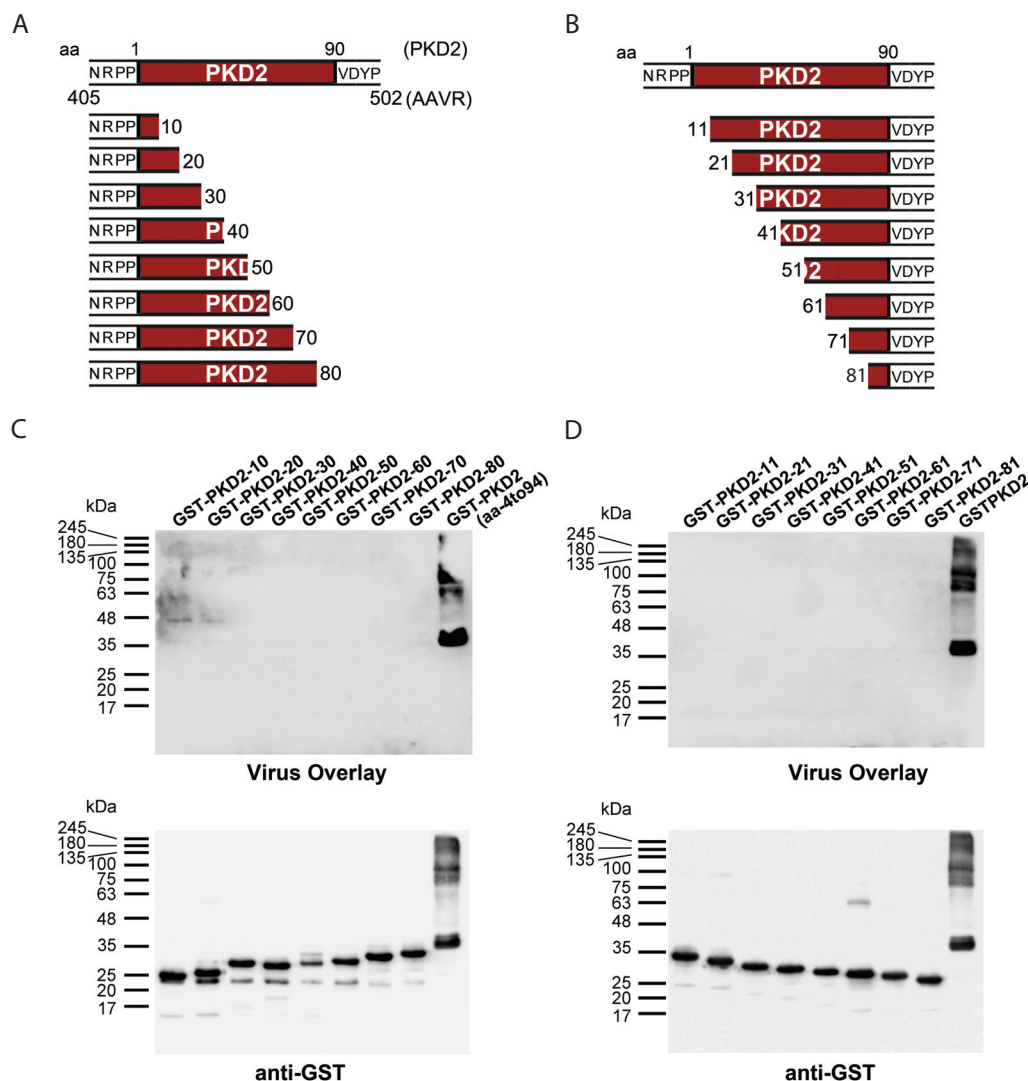 A
aa 1 90 (PKD2)
NRPP PKD2 VDYP
405 502 (AAVR)
NRPP 10
NRPP 20
NRPP 30
NRPP P 40
NRPP PKD 50
NRPP PKD2 60
NRPP PKD2 70
NRPP PKD2 80
B
aa 1 90
NRPP PKD2 VDYP
11 PKD2 VDYP
21 PKD2 VDYP
31 PKD2 VDYP
41 KD2 VDYP
51 2 VDYP
61 VDYP
71 VDYP
81 VDYP
C
GST-PKD2-10
GST-PKD2-20
GST-PKD2-30
GST-PKD2-40
GST-PKD2-50
GST-PKD2-60
GST-PKD2-70
GST-PKD2-80
GST-PKD2
(aa-4to94)
kDa
245
180
135
100
75
63
48
35
25
20
17
Virus Overlay
kDa
245
180
135
100
75
63
48
35
25
20
17
anti-GST
D
GST-PKD2-11
GST-PKD2-21
GST-PKD2-31
GST-PKD2-41
GST-PKD2-51
GST-PKD2-61
GST-PKD2-71
GST-PKD2-81
GSTPKD2
kDa
245
180
135
100
75
63
48
35
25
20
17
Virus Overlay
kDa
245
180
135
100
75
63
48
35
25
20
17
anti-GST